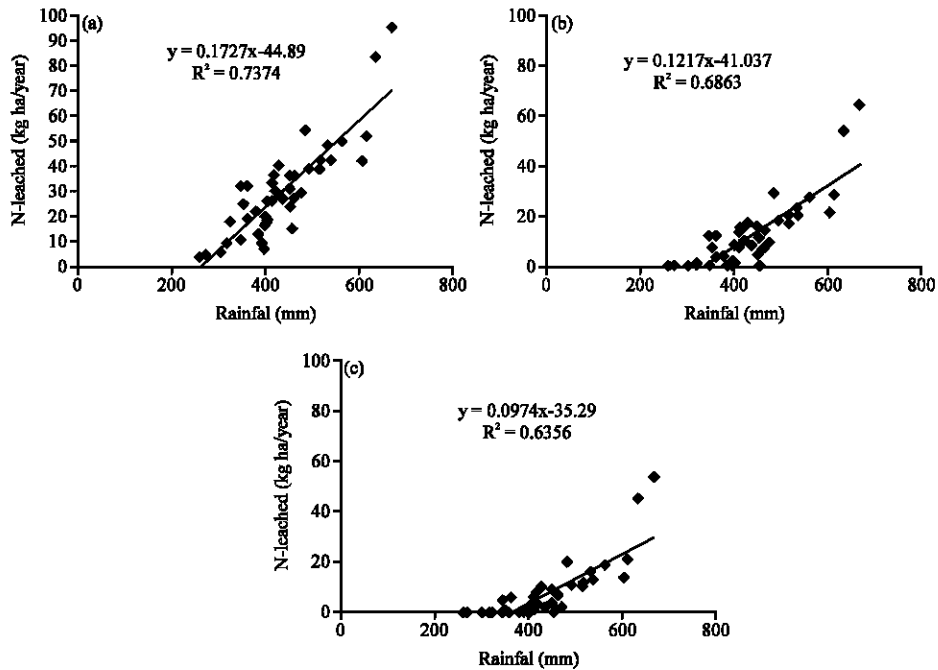 (a)
y = 0.1727x-44.89
R² = 0.7374
N-leached (kg ha/year)
100
90
80
70
60
50
40
30
20
10
0
0 200 400 600 800
Rainfal (mm)
(b)
y = 0.1217x-41.037
R² = 0.6863
N-leached (kg ha/year)
100
80
60
40
20
0
0 200 400 600 800
Rainfal (mm)
(c)
y = 0.0974x-35.29
R² = 0.6356
N-leached (kg ha/year)
100
80
60
40
20
0
0 200 400 600 800
Rainfal (mm)